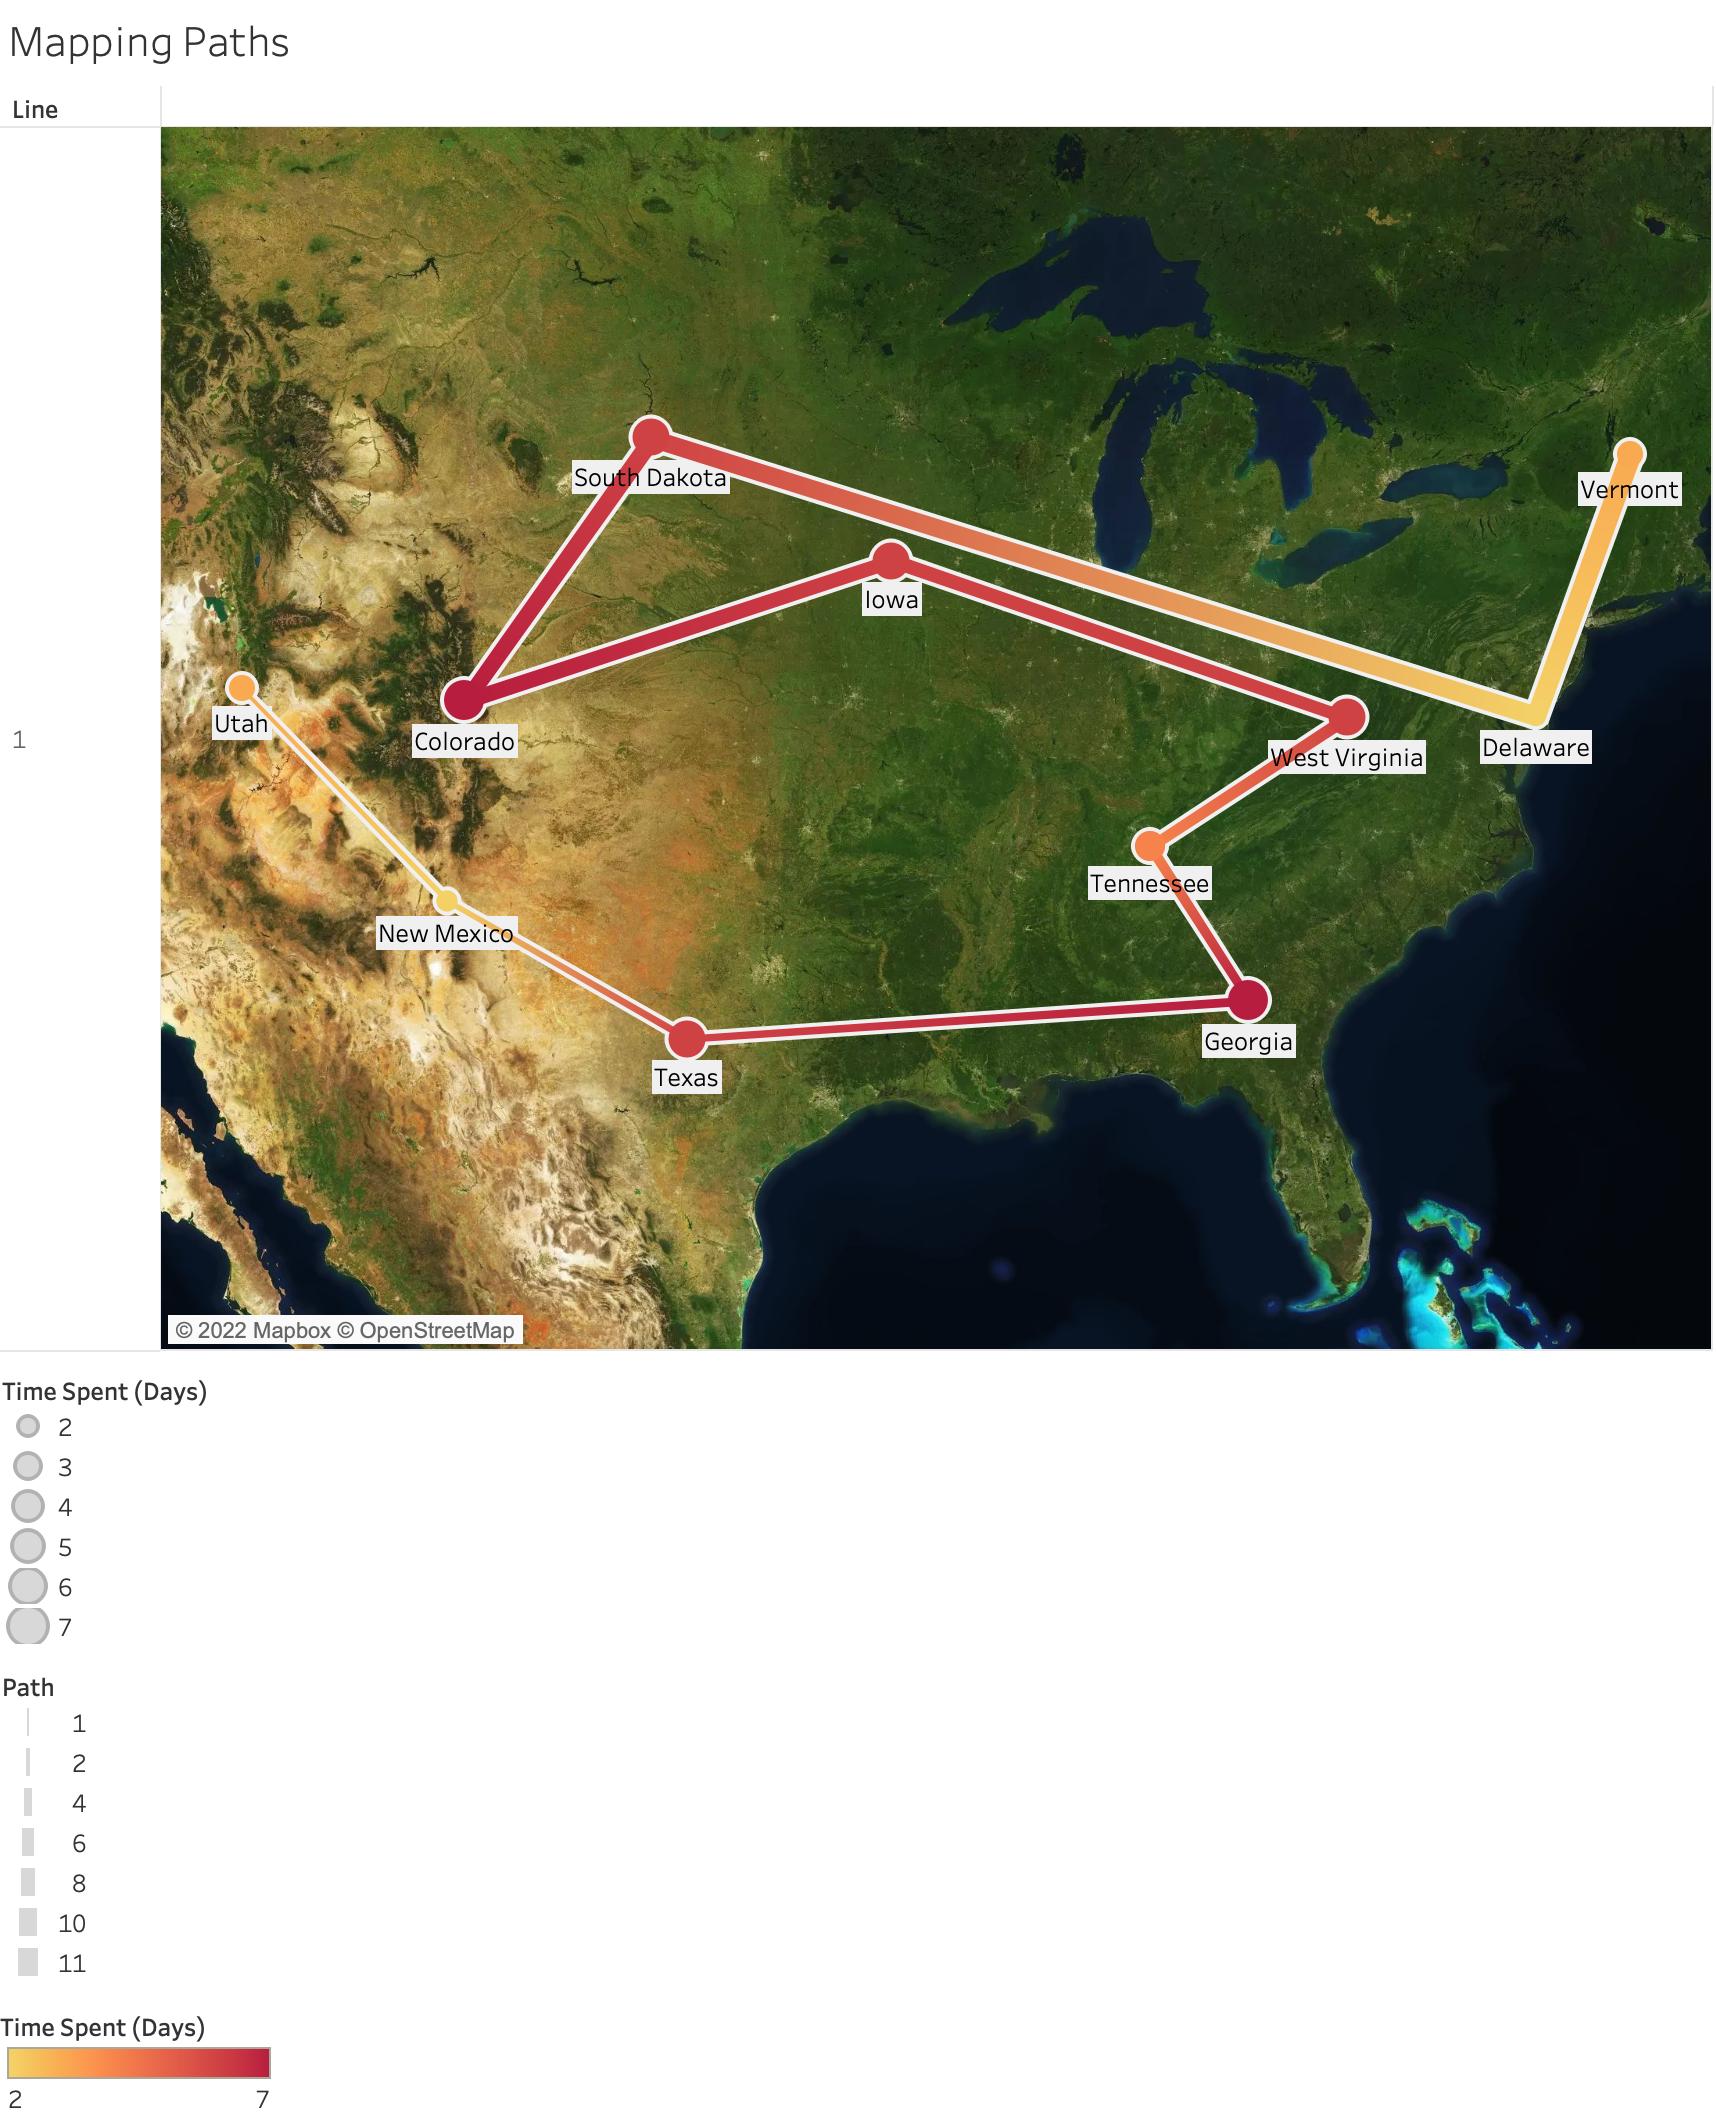 Mapping Paths
Line
1
South Dakota
Vermont
Iowa
Utah
Colorado
West Virginia
Delaware
Tennessee
New Mexico
Georgia
Texas
© 2022 Mapbox © OpenStreetMap
Time Spent (Days)
2
3
4
5
6
7
Path
1
2
4
6
8
10
11
Time Spent (Days)
2 7